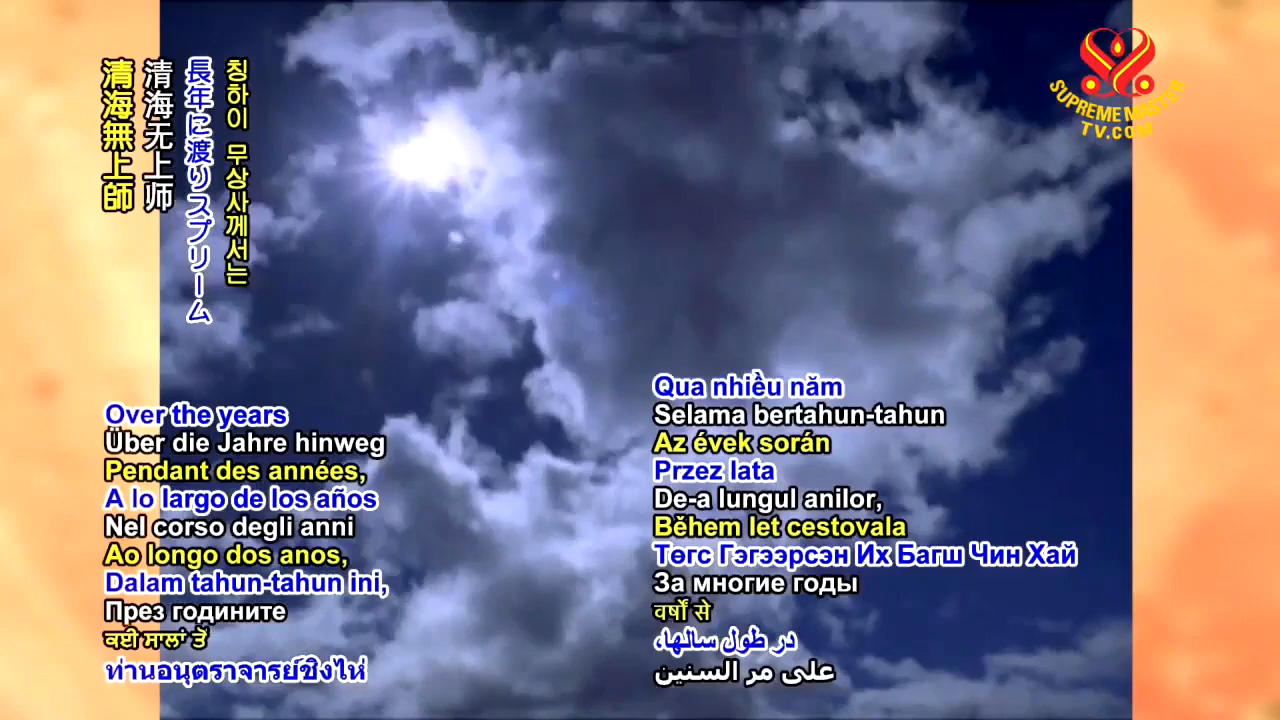 清海無上師
清海无上师
長年に渡りスプリーム
칭하이 무상사께서는
SUPREME MASTER
TV.COM
Over the years
Über die Jahre hinweg
Pendant des années,
A lo largo de los años
Nel corso degli anni
Ao longo dos anos,
Dalam tahun-tahun ini,
През годините
ਕਈ ਸਾਲਾਂ ਤੋਂ
ท่านอนุตราจารย์ชิงไห่
Qua nhiều năm
Selama bertahun-tahun
Az évek során
Przez lata
De-a lungul anilor,
Během let cestovala
Төгс Гэгээрсэн Их Багш Чин Хай
За многие годы
वर्षों से
در طول سالها،
على مر السنين